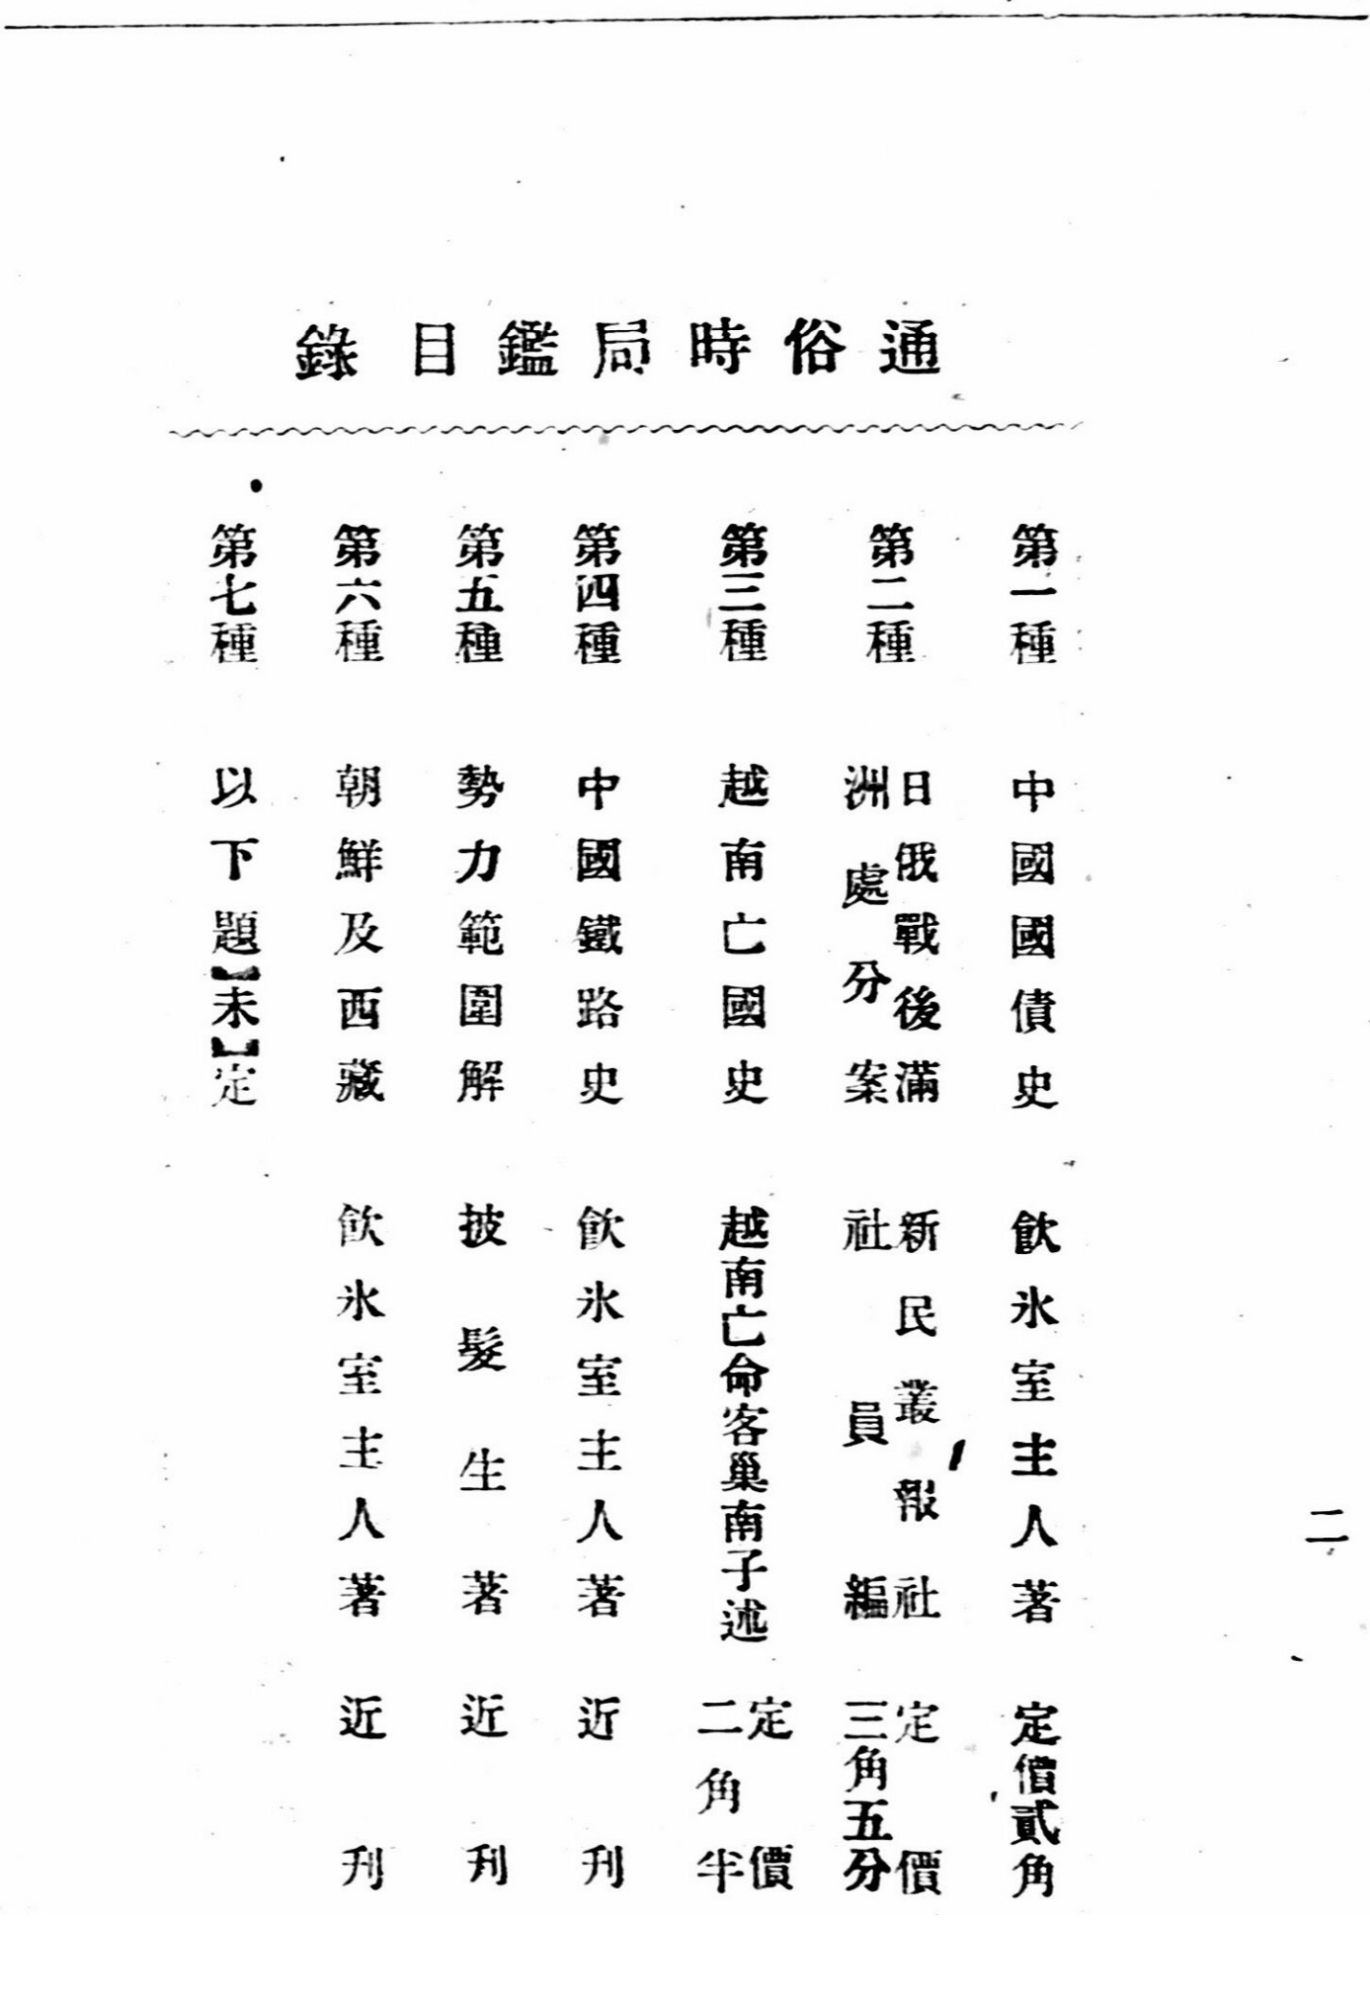 二
通俗時局鑑目錄
第一種 中國國債史 飲氷室主人著 定價貳角
第二種 日俄戰後滿洲處分案 新民叢報社社員編 定價三角五分
第三種 越南亡國史 越南亡命客巢南子述 定價二角半
第四種 中國鐵路史 飲氷室主人著 近刊
第五種 勢力範圍解 披髮生著 近刊
第六種 朝鮮及西藏 飲氷室主人著 近刊
第七種 以下題【未】定